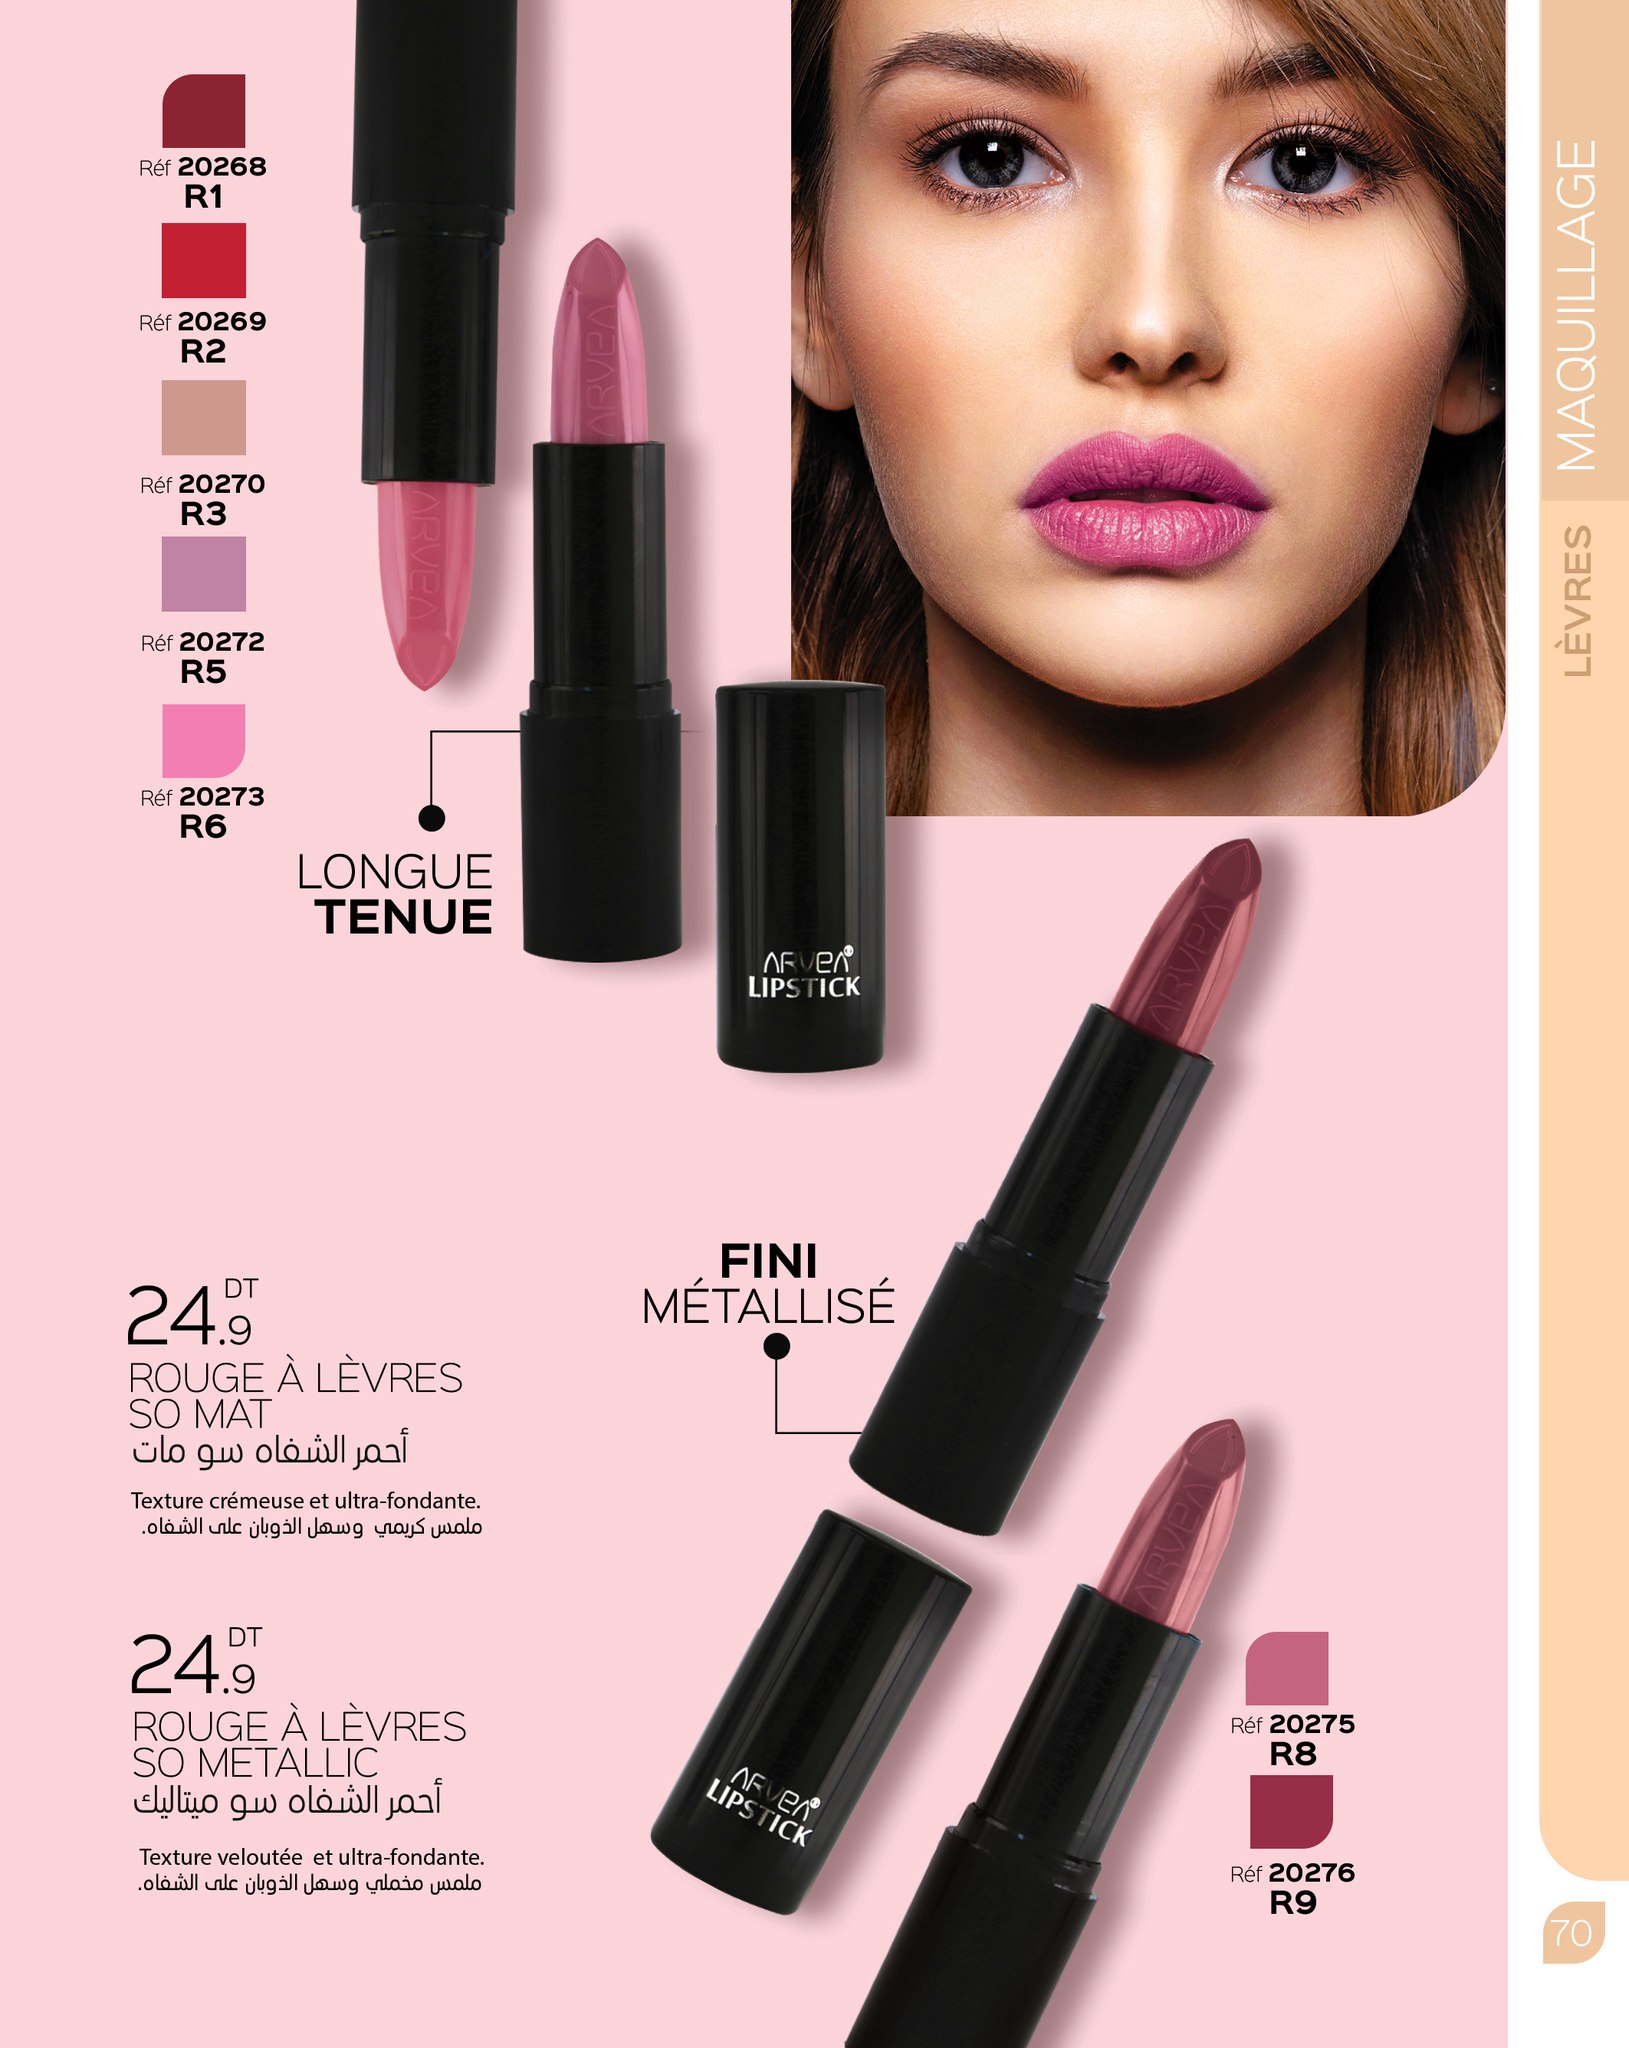 Réf 20268
R1
Réf 20269
R2
Réf 20270
R3
Réf 20272
R5
Réf 20273
R6
MAQUILLAGE
LÈVRES
ARVEA
ARVEA
LONGUE
TENUE
ARVEA
LIPSTICK
ARVEA
FINI
MÉTALLISÉ
24.9 DT
ROUGE À LÈVRES
SO MAT
أحمر الشفاه سو مات
Texture crémeuse et ultra-fondante.
ملمس كريمي وسهل الذوبان على الشفاه.
24.9 DT
ROUGE À LÈVRES
SO METALLIC
أحمر الشفاه سو ميتاليك
Texture veloutée et ultra-fondante.
ملمس مخملي وسهل الذوبان على الشفاه.
ARVEA
ARVEA
LIPSTICK
Réf 20275
R8
Réf 20276
R9
70